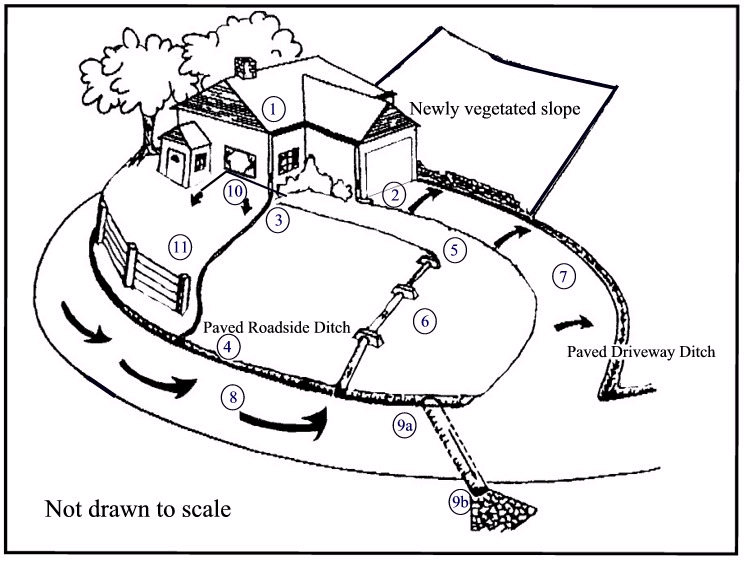 Newly vegetated slope
1
2
10
3
11
5
7
6
Paved Roadside Ditch
4
Paved Driveway Ditch
8
9a
9b
Not drawn to scale